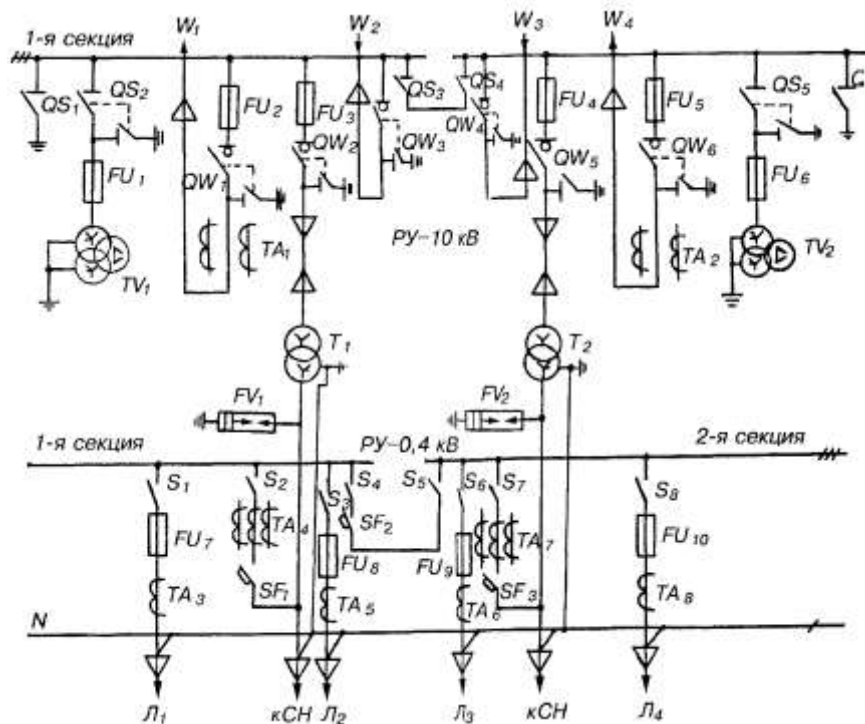 1-я секция
W₁
W₂
W₃
W₄
QS₁
QS₂
FU₂
FU₃
QS₃
QS₄
FU₄
FU₅
QS₅
QW₁
QW₂
QW₃
QW₄
QW₅
QW₆
FU₁
FU₆
TV₁
TA₁
РУ-10 кВ
TA₂
TV₂
T₁
T₂
FV₁
FV₂
1-я секция
РУ-0,4 кВ
2-я секция
S₁
S₂
S₃
S₄
S₅
S₆
S₇
S₈
FU₇
TA₄
SF₂
FU₈
FU₉
TA₇
FU₁₀
TA₃
SF₁
TA₅
TA₆
SF₃
TA₈
N
Л₁
кСН
Л₂
Л₃
кСН
Л₄